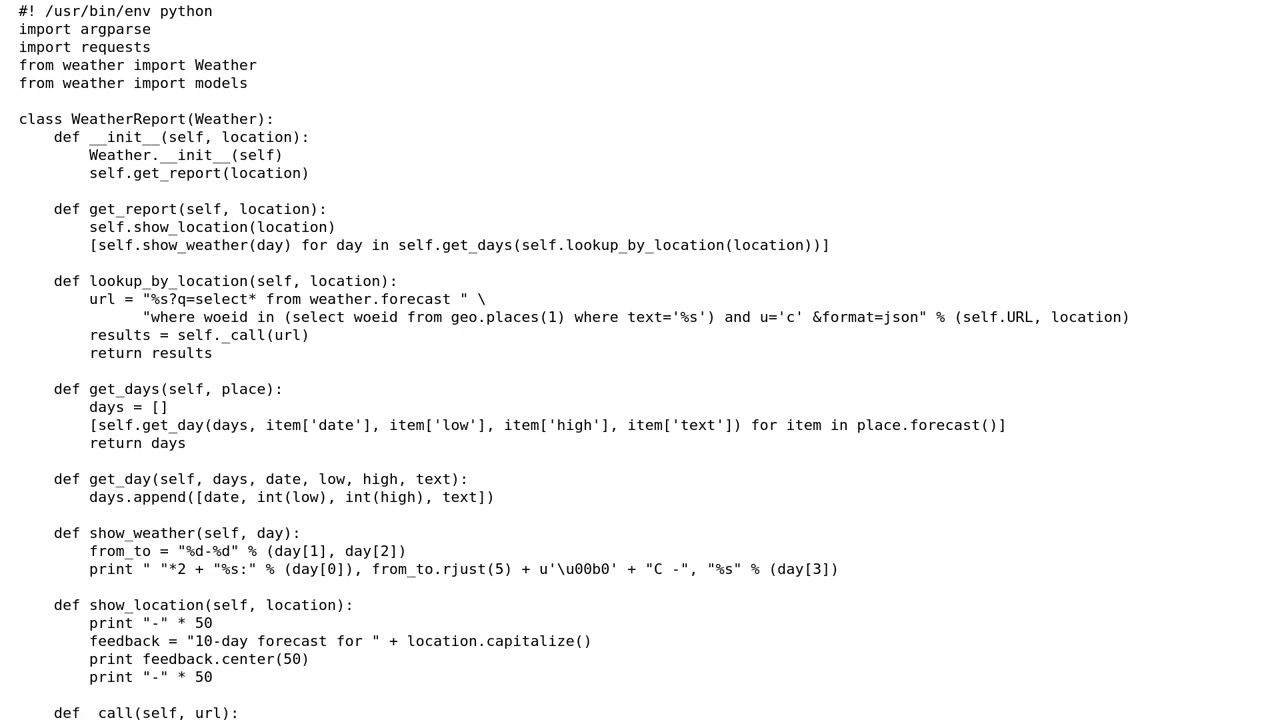 #! /usr/bin/env python
import argparse
import requests
from weather import Weather
from weather import models

class WeatherReport(Weather):
    def __init__(self, location):
        Weather.__init__(self)
        self.get_report(location)

    def get_report(self, location):
        self.show_location(location)
        [self.show_weather(day) for day in self.get_days(self.lookup_by_location(location))]

    def lookup_by_location(self, location):
        url = "%s?q=select* from weather.forecast " \
              "where woeid in (select woeid from geo.places(1) where text='%s') and u='c' &format=json" % (self.URL, location)
        results = self._call(url)
        return results

    def get_days(self, place):
        days = []
        [self.get_day(days, item['date'], item['low'], item['high'], item['text']) for item in place.forecast()]
        return days

    def get_day(self, days, date, low, high, text):
        days.append([date, int(low), int(high), text])

    def show_weather(self, day):
        from_to = "%d-%d" % (day[1], day[2])
        print " "*2 + "%s:" % (day[0]), from_to.rjust(5) + u'\u00b0' + "C -", "%s" % (day[3])

    def show_location(self, location):
        print "-" * 50
        feedback = "10-day forecast for " + location.capitalize()
        print feedback.center(50)
        print "-" * 50

    def _call(self, url):